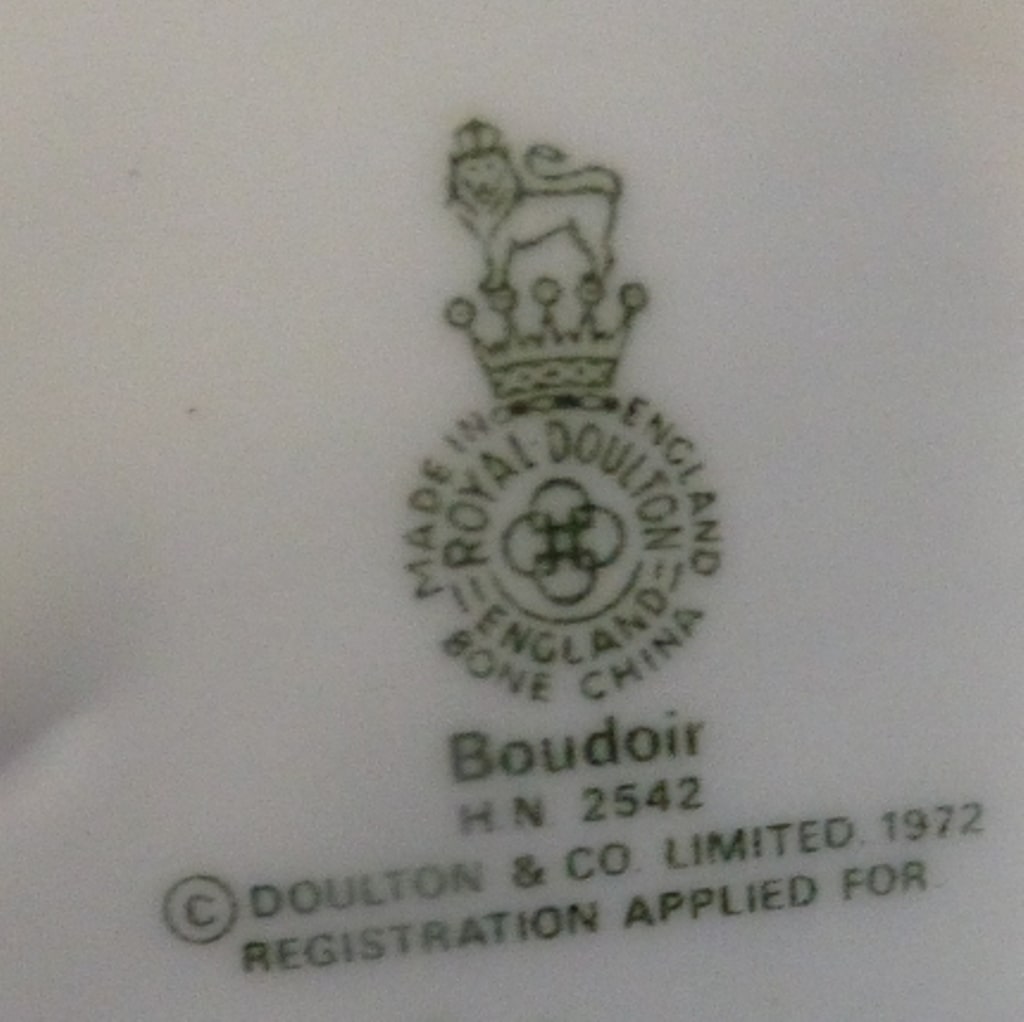 MADE IN ENGLAND
ROYAL DOULTON
ENGLAND
BONE CHINA
Boudoir
H N 2542
© DOULTON & CO. LIMITED. 1972
REGISTRATION APPLIED FOR.